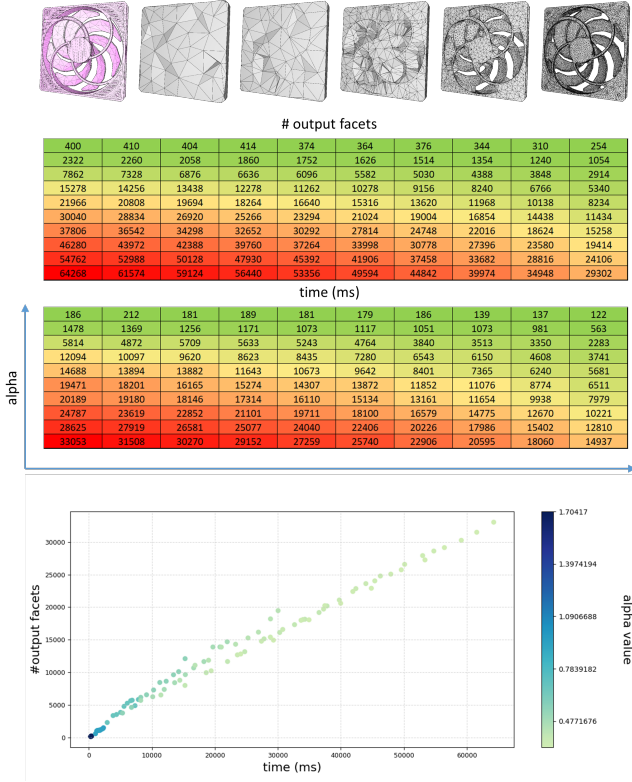 # output facets
400 410 404 414 374 364 376 344 310 254
2322 2260 2058 1860 1752 1626 1514 1354 1240 1054
7862 7328 6876 6636 6096 5582 5030 4388 3848 2914
15278 14256 13438 12278 11262 10278 9156 8240 6766 5340
21966 20808 19694 18264 16640 15316 13620 11968 10138 8234
30040 28834 26920 25266 23294 21024 19004 16854 14438 11434
37806 36542 34298 32652 30292 27814 24748 22016 18624 15258
46280 43972 42388 39760 37264 33998 30778 27396 23580 19414
54762 52988 50128 47930 45392 41906 37458 33682 28816 24106
64268 61574 59124 56440 53356 49594 44842 39974 34948 29302
time (ms)
186 212 181 189 181 179 186 139 137 122
1478 1369 1256 1171 1073 1117 1051 1073 981 563
5814 4872 5709 5633 5243 4764 3840 3513 3350 2283
12094 10097 9620 8623 8435 7280 6543 6150 4608 3741
14688 13894 13882 11643 10673 9642 8401 7365 6240 5681
19471 18201 16165 15274 14307 13872 11852 11076 8774 6511
20189 19180 18146 17314 16110 15134 13161 11654 9938 7979
24787 23619 22852 21101 19711 18100 16579 14775 12670 10221
28625 27919 26581 25077 24040 22406 20226 17986 15402 12810
33053 31508 30270 29152 27259 25740 22906 20595 18060 14937
alpha
#output facets
30000
25000
20000
15000
10000
5000
0
0 10000 20000 30000 40000 50000 60000
time (ms)
1.70417
1.3974194
1.0906688
0.7839182
0.4771676
alpha value